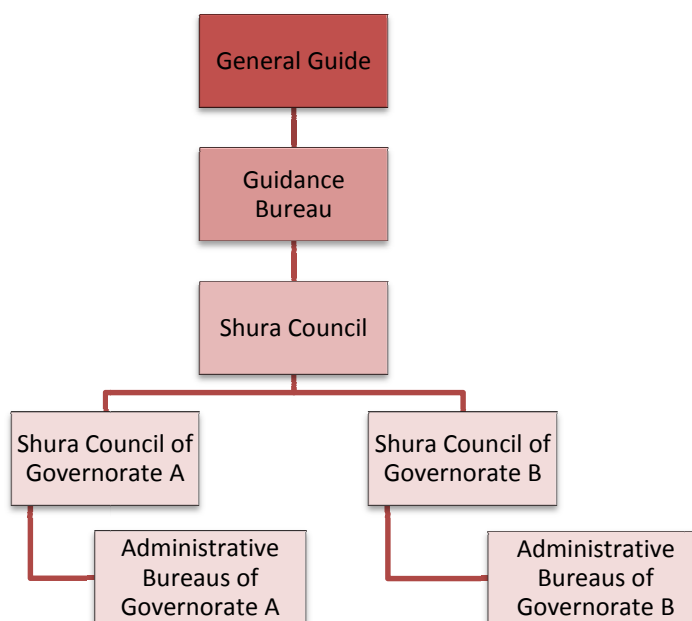 General Guide
Guidance
Bureau
Shura Council
Shura Council of
Governorate A
Shura Council of
Governorate B
Administrative
Bureaus of
Governorate A
Administrative
Bureaus of
Governorate B